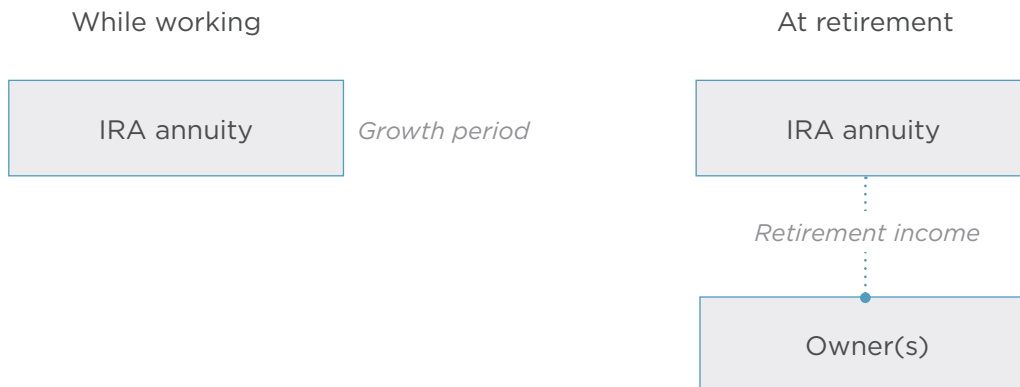 While working
At retirement
IRA annuity
Growth period
IRA annuity
Retirement income
Owner(s)